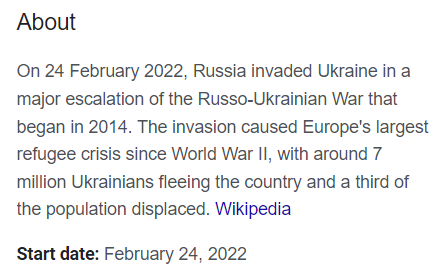 About
On 24 February 2022, Russia invaded Ukraine in a
major escalation of the Russo-Ukrainian War that
began in 2014. The invasion caused Europe's largest
refugee crisis since World War II, with around 7
million Ukrainians fleeing the country and a third of
the population displaced. Wikipedia
Start date: February 24, 2022